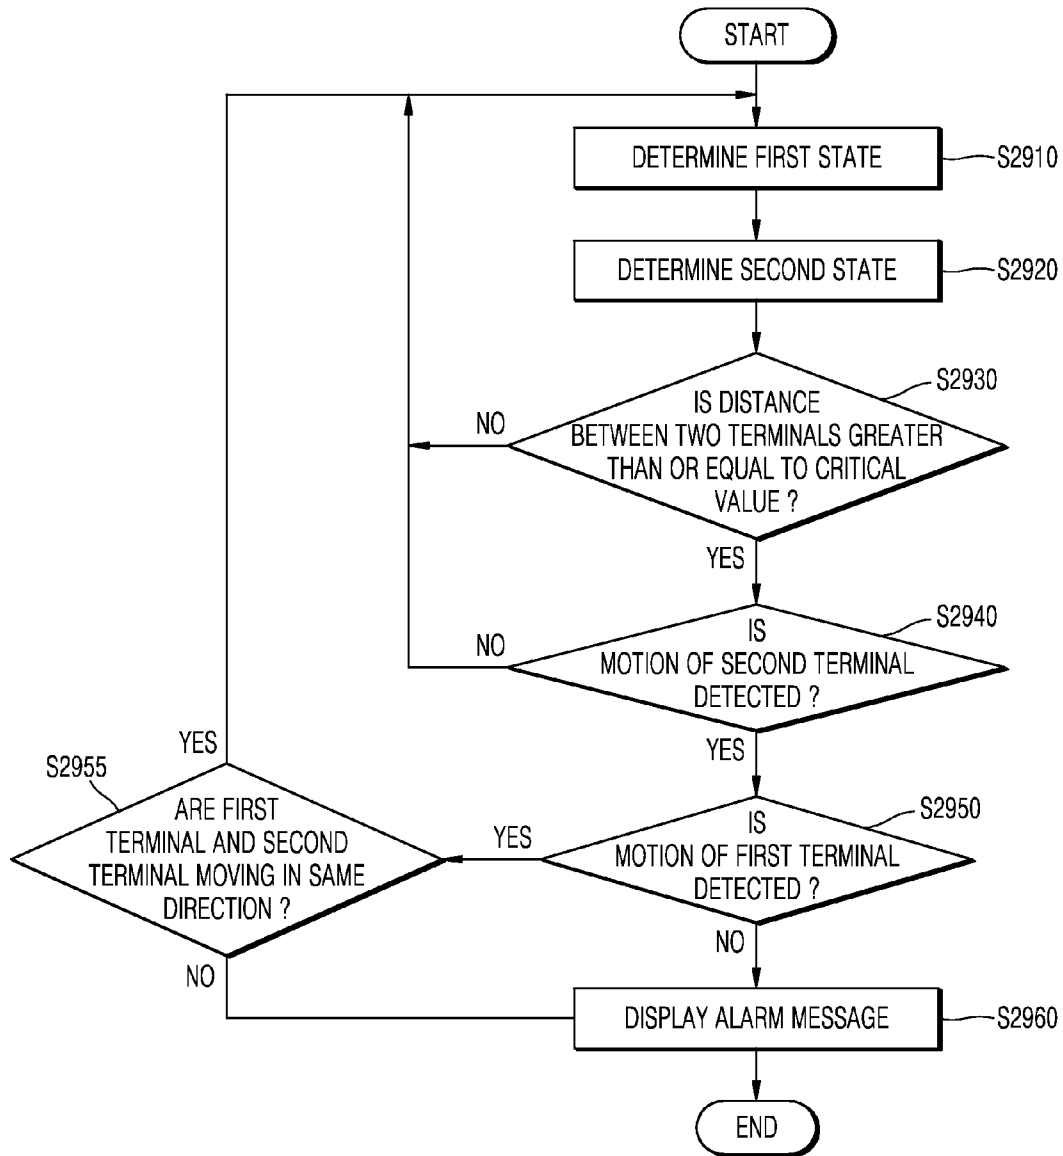 START
DETERMINE FIRST STATE
S2910
DETERMINE SECOND STATE
S2920
S2930
IS DISTANCE
BETWEEN TWO TERMINALS GREATER
THAN OR EQUAL TO CRITICAL
VALUE ?
NO
YES
S2940
IS
MOTION OF SECOND TERMINAL
DETECTED ?
NO
YES
S2950
IS
MOTION OF FIRST TERMINAL
DETECTED ?
YES
NO
S2955
ARE FIRST
TERMINAL AND SECOND
TERMINAL MOVING IN SAME
DIRECTION ?
YES
NO
DISPLAY ALARM MESSAGE
S2960
END